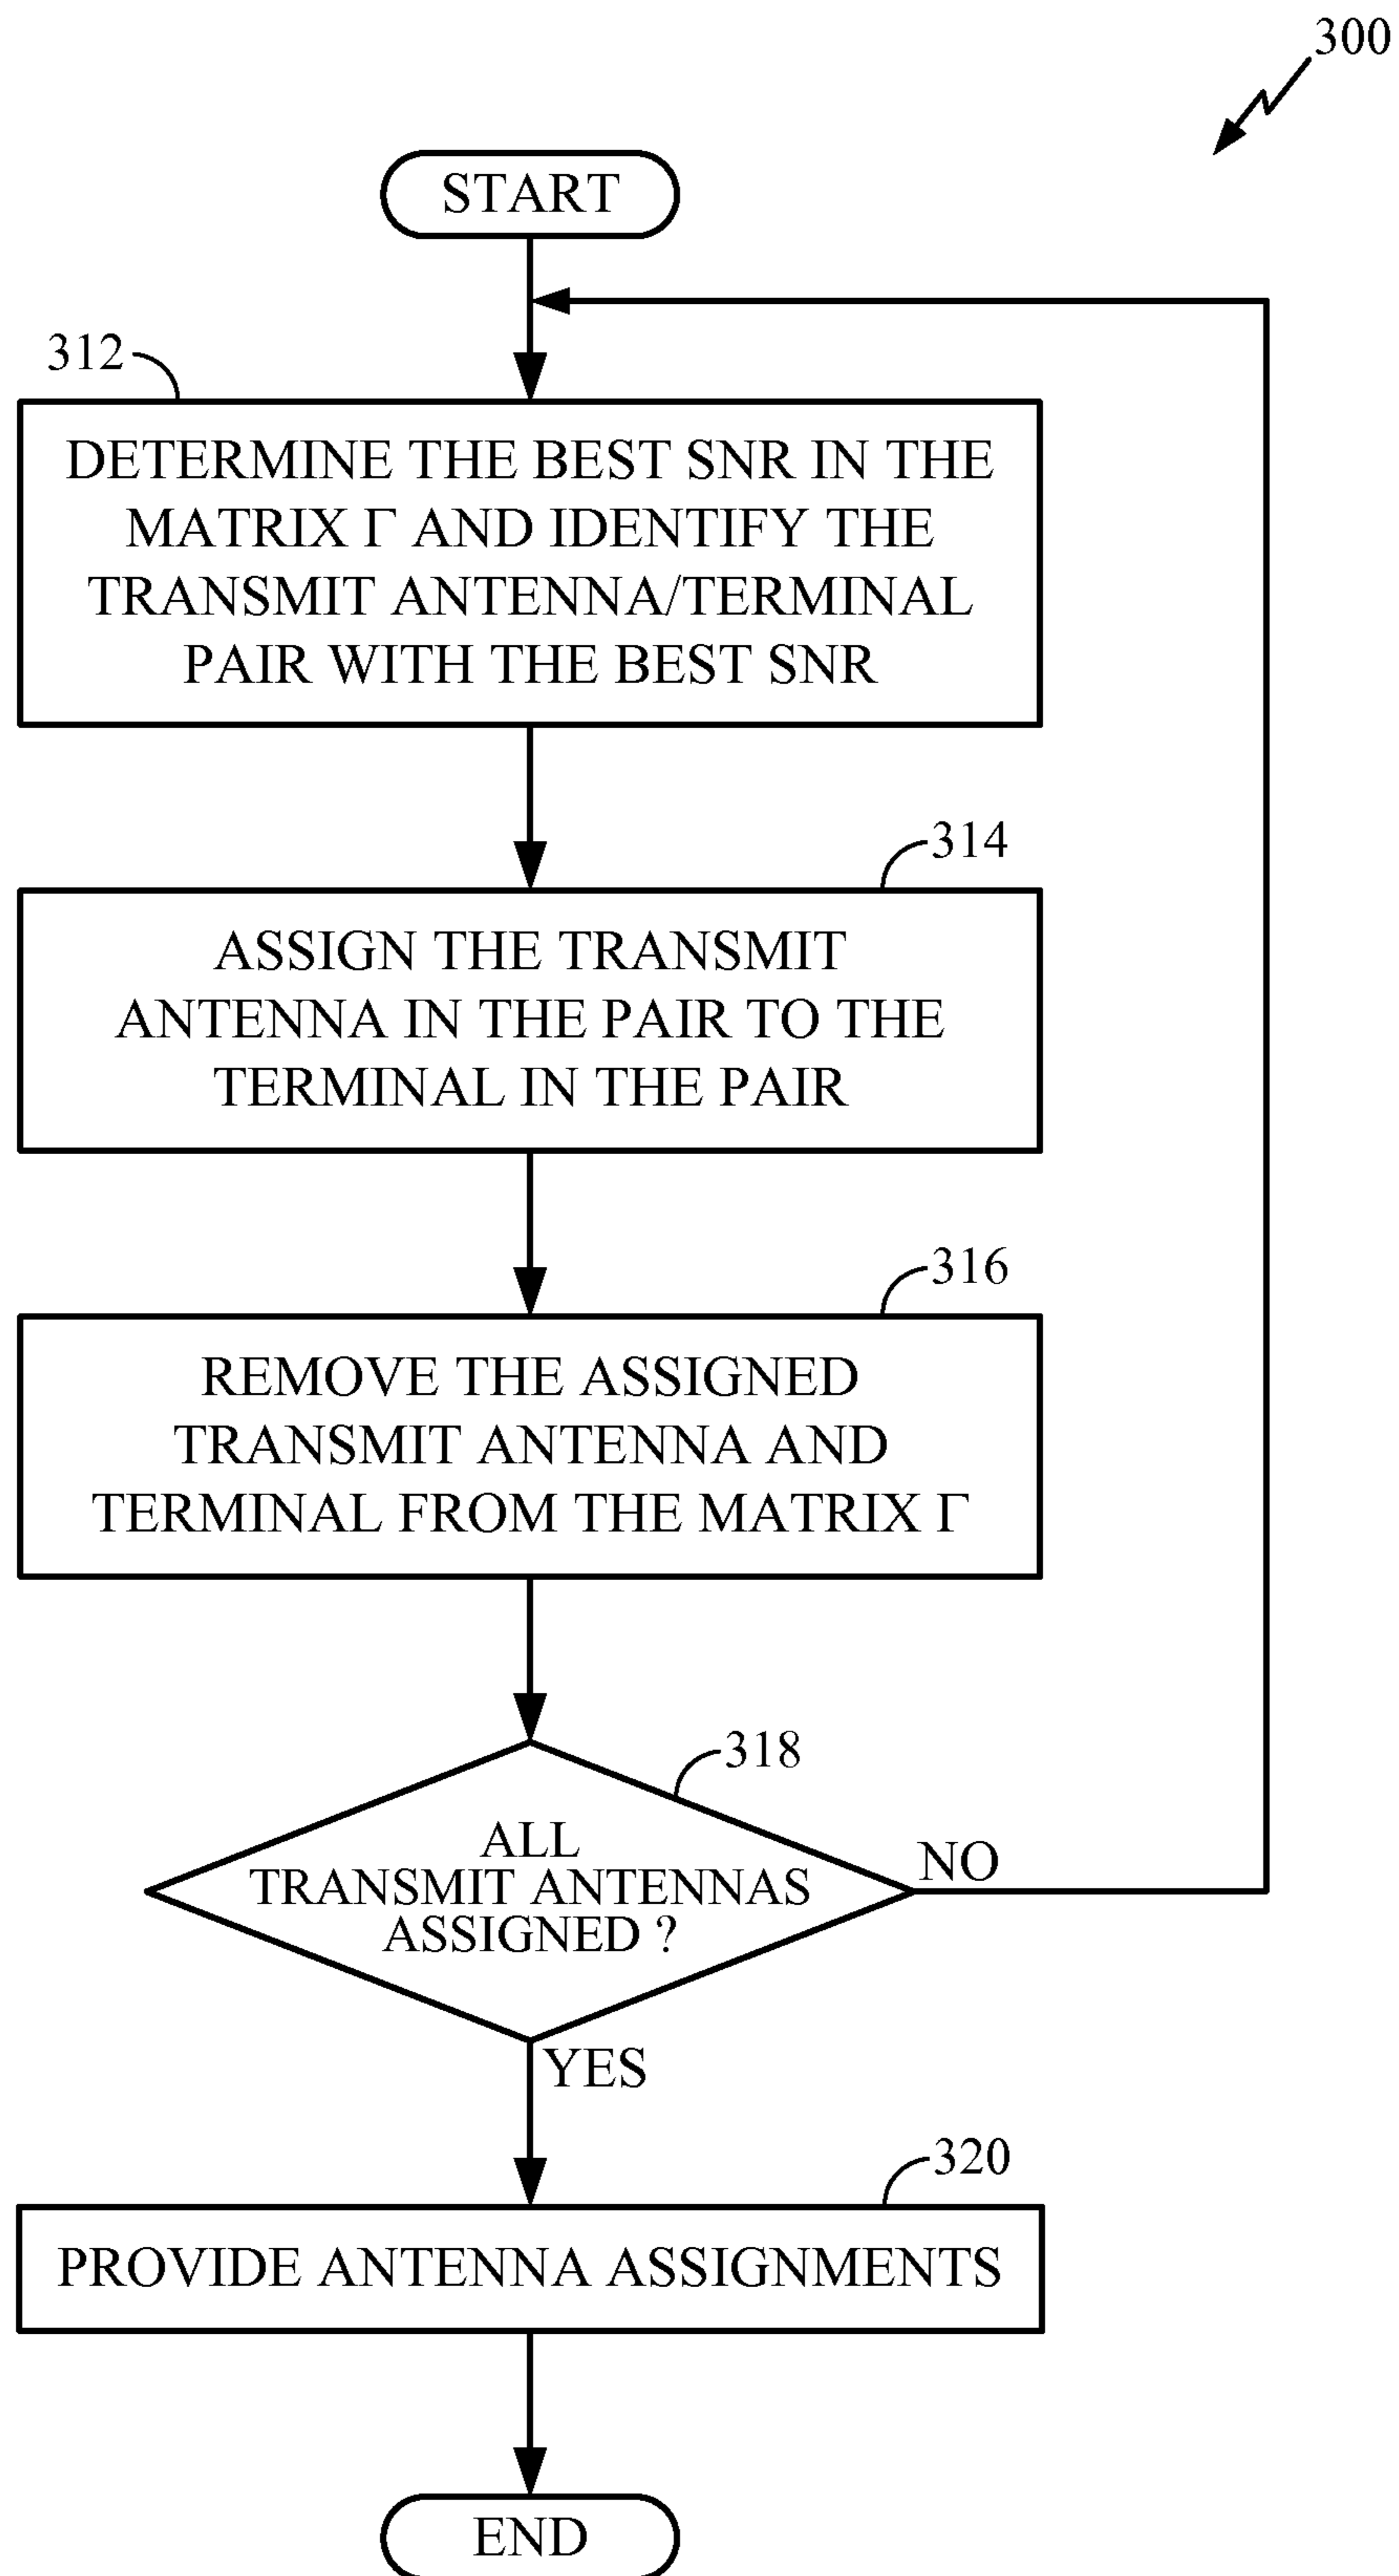 300
START
312
DETERMINE THE BEST SNR IN THE
MATRIX Γ AND IDENTIFY THE
TRANSMIT ANTENNA/TERMINAL
PAIR WITH THE BEST SNR
314
ASSIGN THE TRANSMIT
ANTENNA IN THE PAIR TO THE
TERMINAL IN THE PAIR
316
REMOVE THE ASSIGNED
TRANSMIT ANTENNA AND
TERMINAL FROM THE MATRIX Γ
318
ALL
TRANSMIT ANTENNAS
ASSIGNED ?
NO
YES
320
PROVIDE ANTENNA ASSIGNMENTS
END